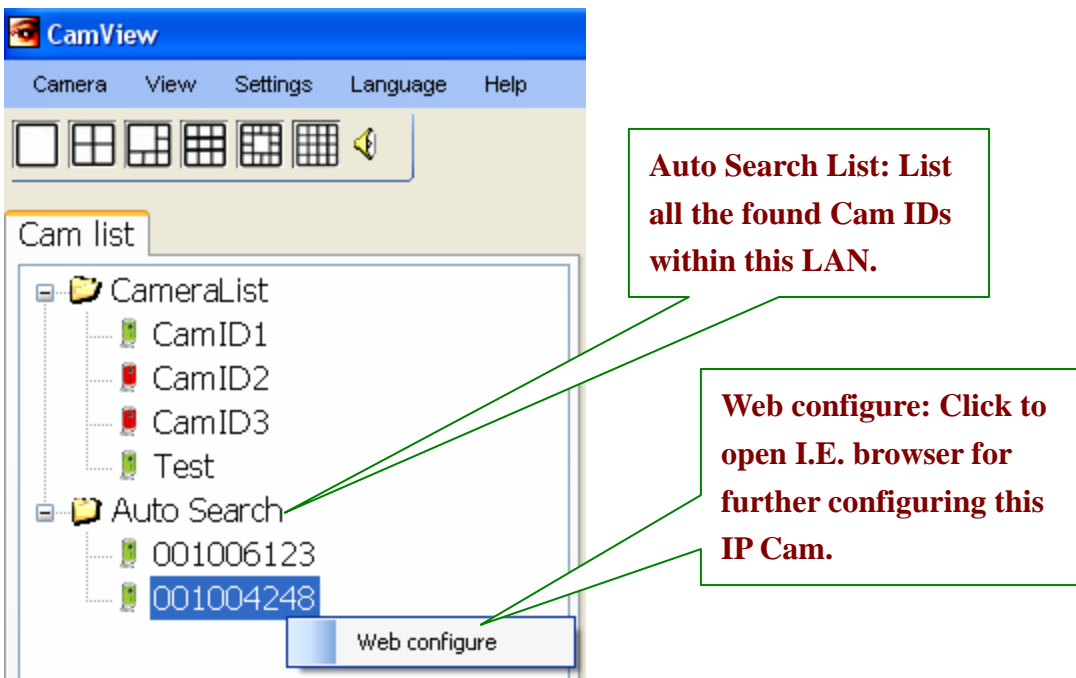 CamView
Camera View Settings Language Help
Cam list
CameraList
CamID1
CamID2
CamID3
Test
Auto Search
001006123
001004248
Web configure
Auto Search List: List
all the found Cam IDs
within this LAN.
Web configure: Click to
open I.E. browser for
further configuring this
IP Cam.